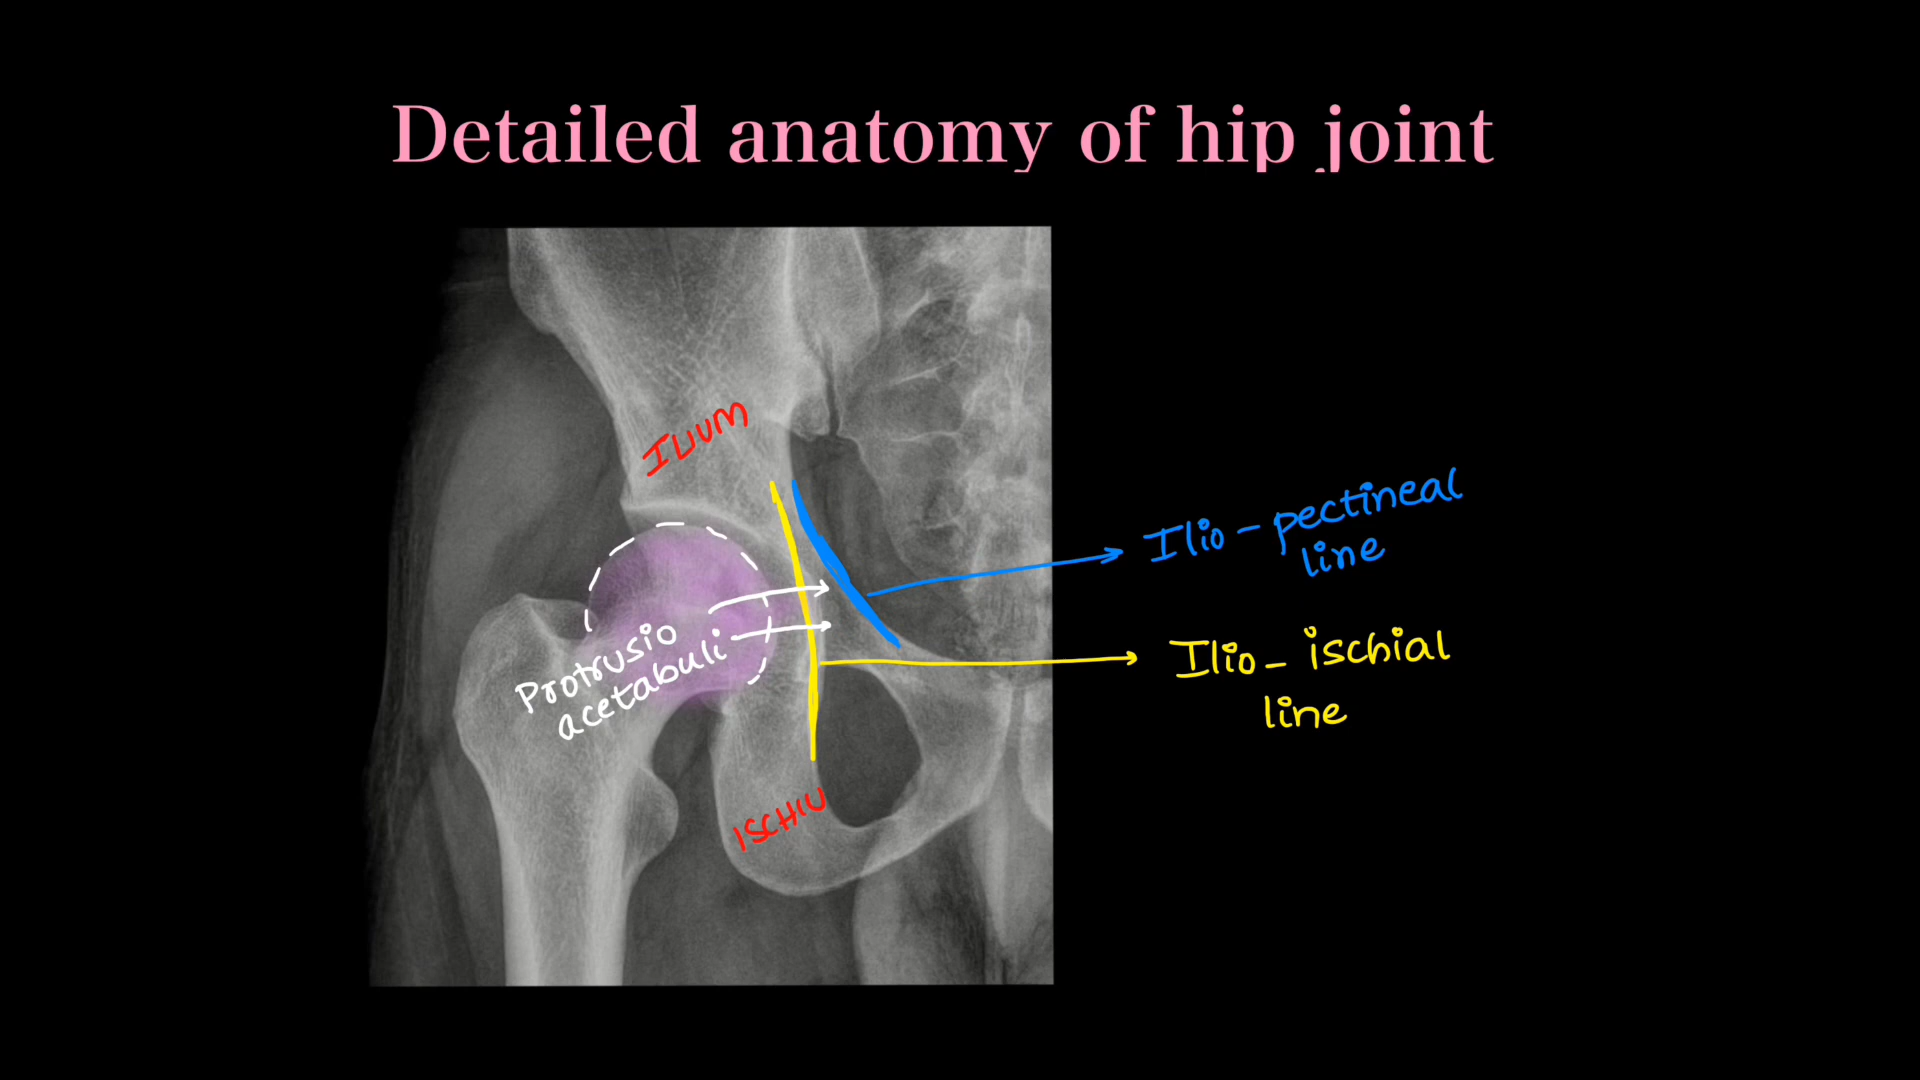 Detailed anatomy of hip joint
ILIUM
Ilio-pectineal
line
Protrusio
acetabuli
Ilio-ischial
line
ISCHIU